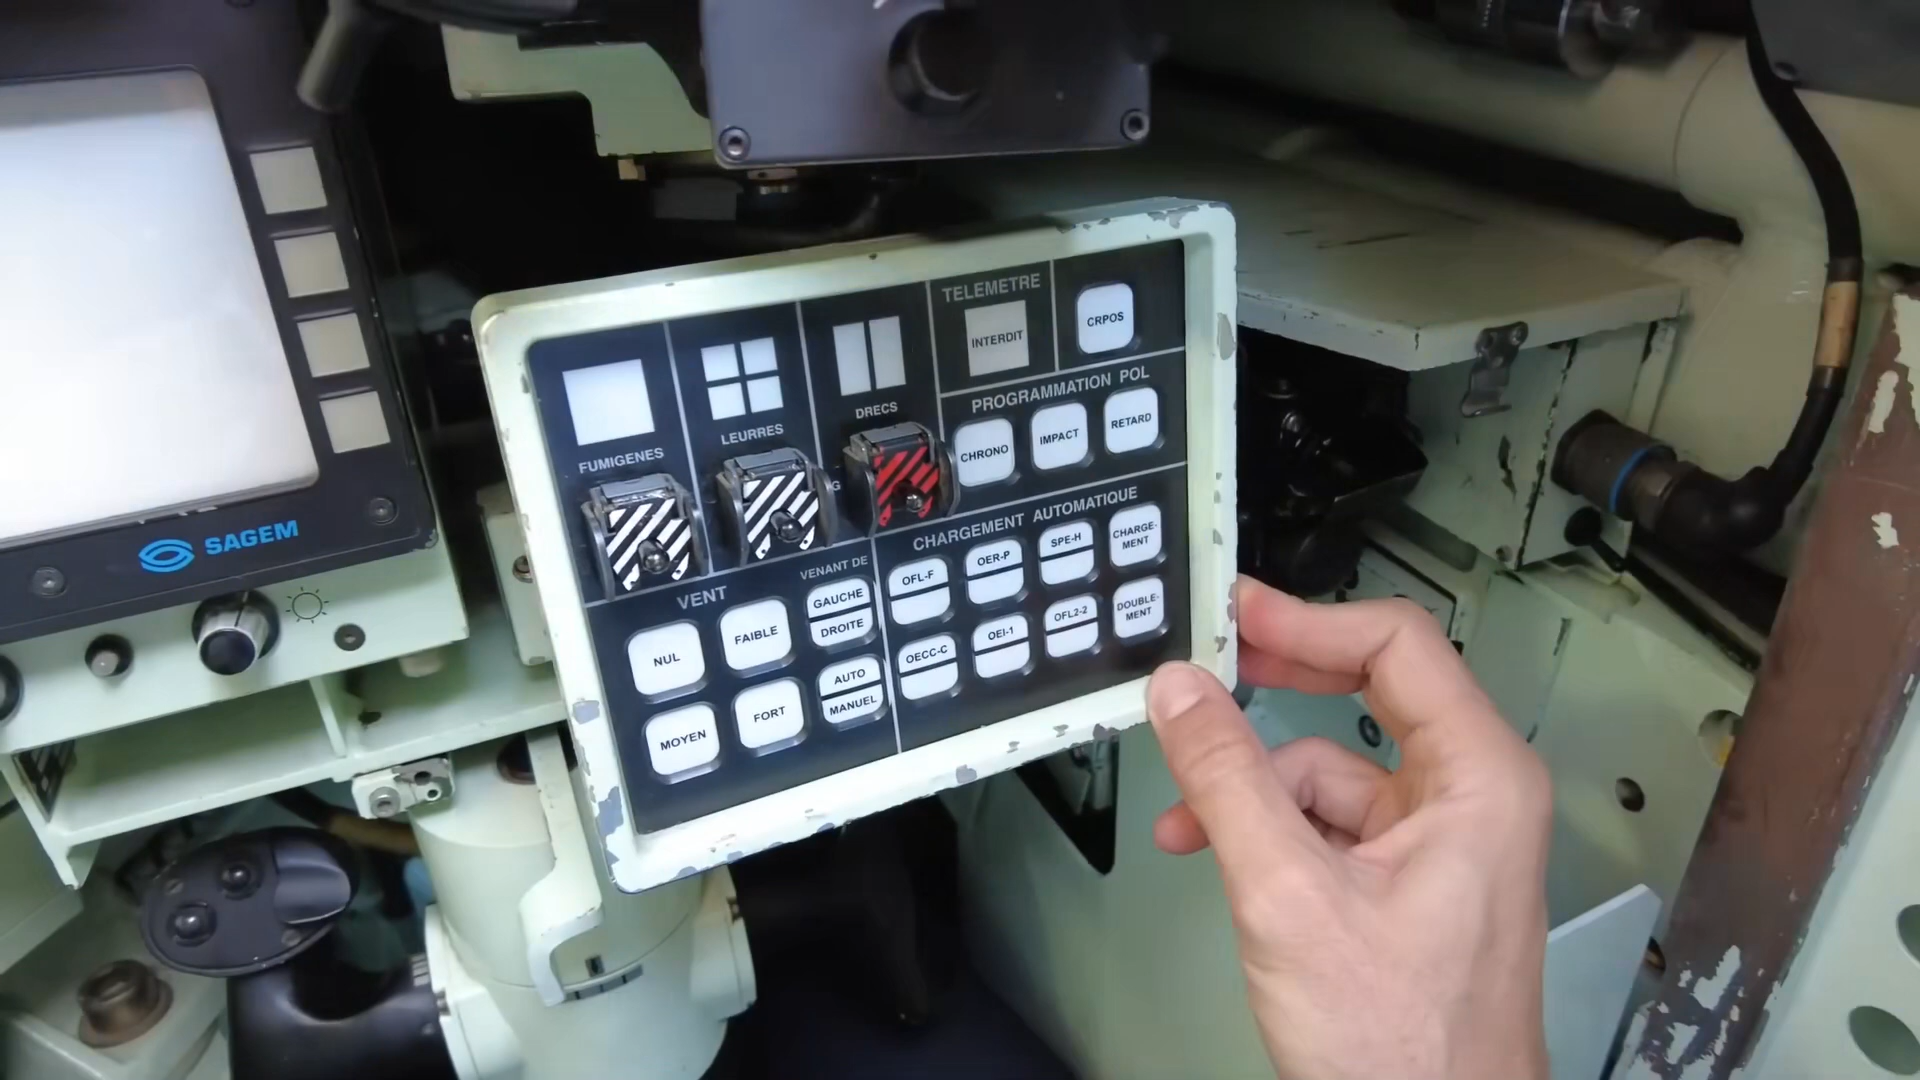 SAGEM
TELEMETRE
INTERDIT
CRPOS
FUMIGENES
LEURRES
DRECS
PROGRAMMATION POL
CHRONO
IMPACT
RETARD
VENT
VENANT DE
NUL
FAIBLE
GAUCHE
DROITE
MOYEN
FORT
AUTO
MANUEL
CHARGEMENT AUTOMATIQUE
OFL-F
OER-P
SPE-H
CHARGE-
MENT
OECC-C
OEI-1
OFL2-2
DOUBLE-
MENT